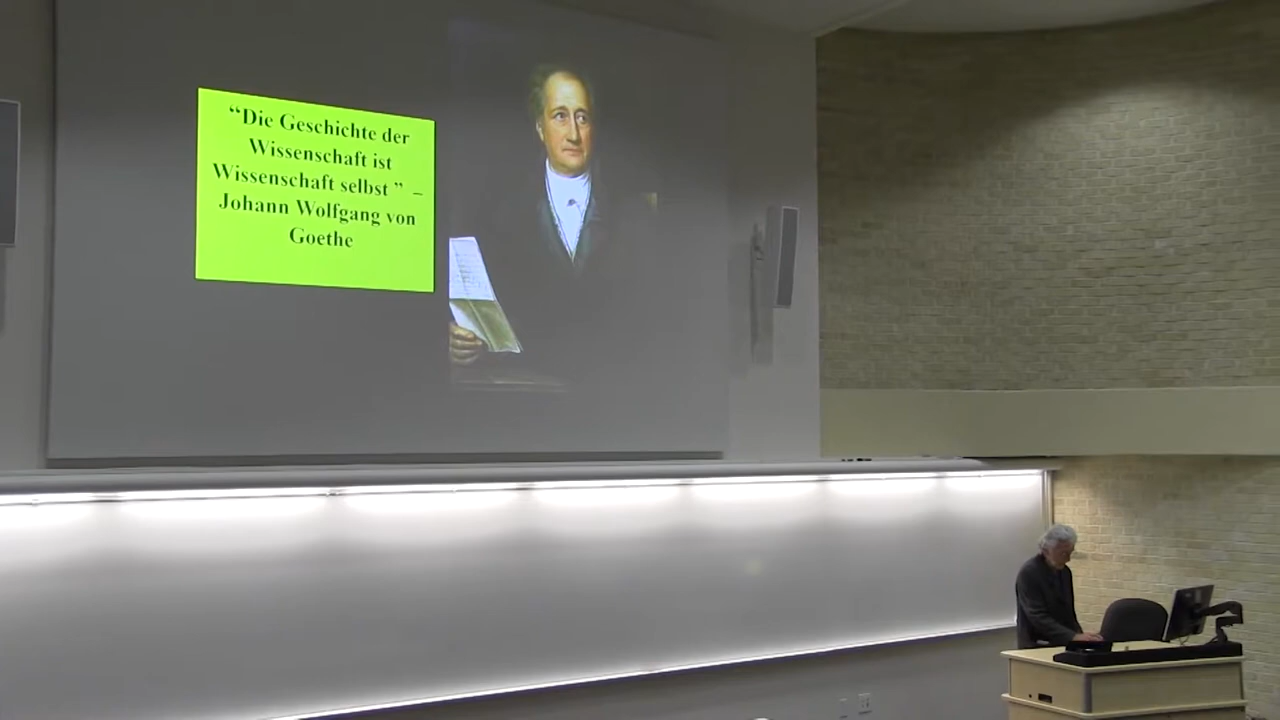 “Die Geschichte der
Wissenschaft ist
Wissenschaft selbst ” –
Johann Wolfgang von
Goethe